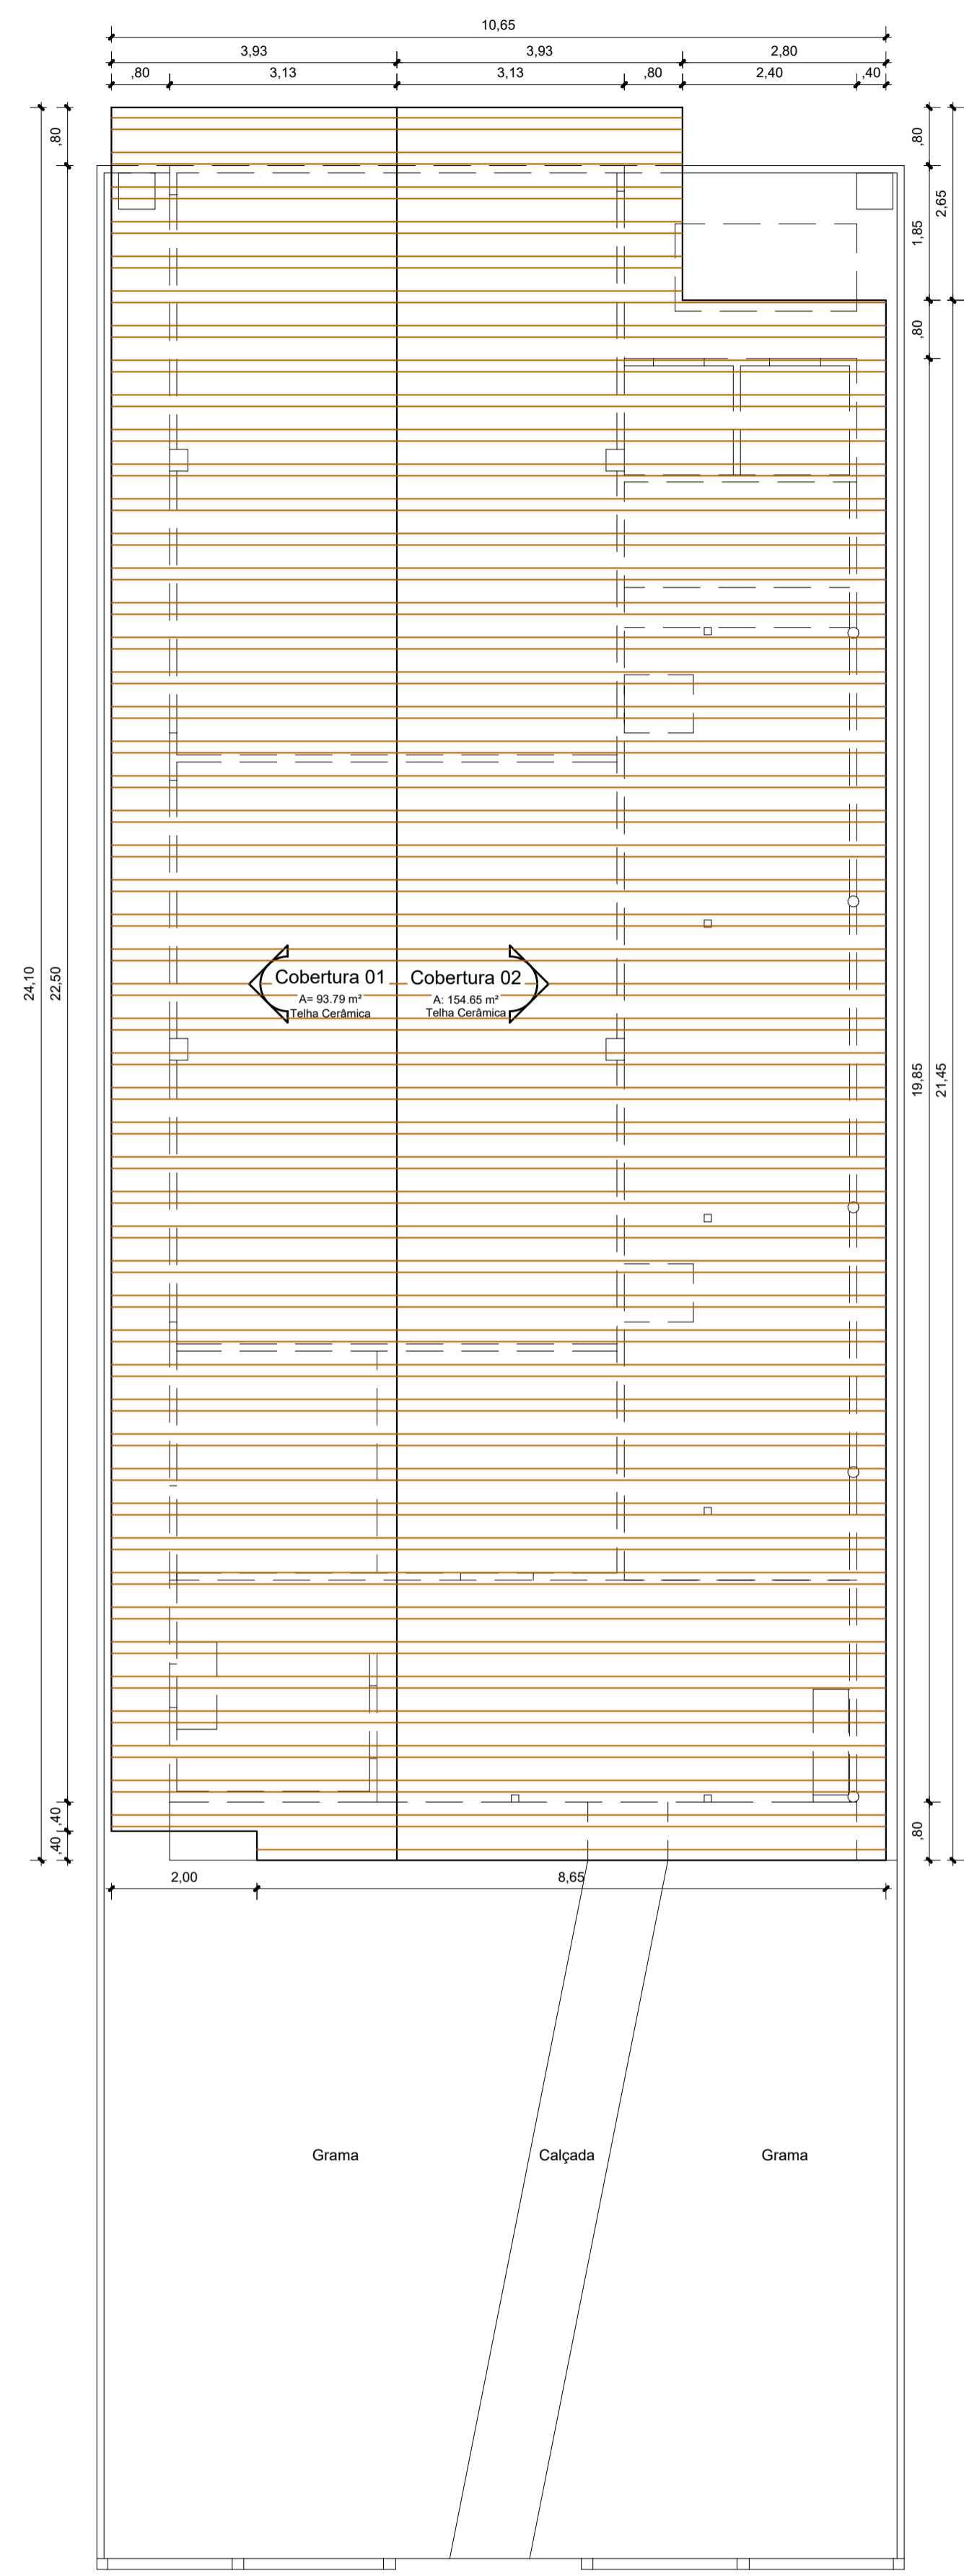 10,65
3,93 3,93 2,80
,80 3,13 3,13 ,80 2,40 ,40
,80
,80
2,65
1,85
,80
24,10
22,50
Cobertura 01
A= 93.79 m²
Telha Cerâmica
Cobertura 02
A: 154.65 m²
Telha Cerâmica
19,85
21,45
,40
,40
,80
2,00 8,65
Grama Calçada Grama